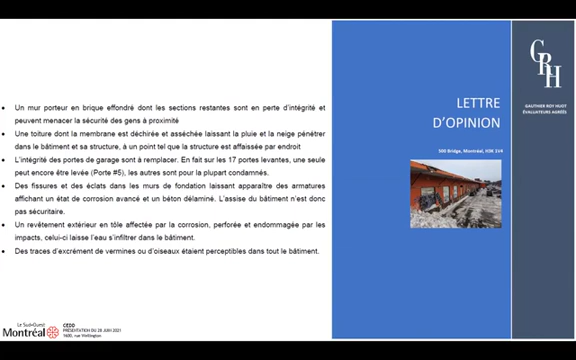 • Un mur porteur en brique effondré dont les sections restantes sont en perte d'intégrité et
peuvent menacer la sécurité des gens à proximité
• Une toiture dont la membrane est déchirée et asséchée laissant la pluie et la neige pénétrer
dans le bâtiment et sa structure, à un point tel que la structure est affaissée par endroit
• L'intégrité des portes de garage sont à remplacer. En fait sur les 17 portes levantes, une seule
peut encore être levée (Porte #5), les autres sont pour la plupart condamnés.
• Des fissures et des éclats dans les murs de fondation laissant apparaître des armatures
affichant un état de corrosion avancé et un béton délaminé. L'assise du bâtiment n'est donc
pas sécuritaire.
• Un revêtement extérieur en tôle affectée par la corrosion, perforée et endommagée par les
impacts, celui-ci laisse l'eau s'infiltrer dans le bâtiment.
• Des traces d'excrément de vermines ou d'oiseaux étaient perceptibles dans tout le bâtiment.
LETTRE
D'OPINION
500 Bridge, Montréal, H3K
GRH
GAUTHIER ROY HUOT
ÉVALUATEURS AGRÉÉS
Le Sud-Ouest
Montréal
PRÉSENTATION DU 28 JUIN 2021
1600, rue Wellington